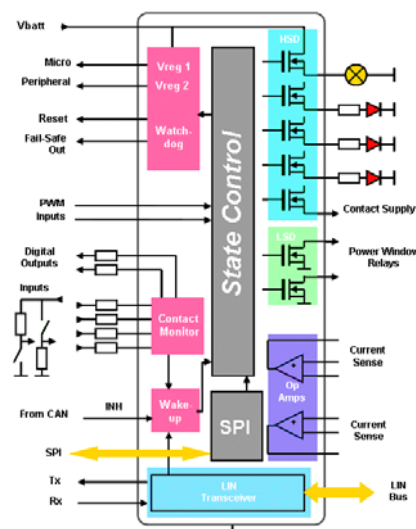 Vbatt
HSD
Micro
Vreg 1
Peripheral
Vreg 2
Reset
Watch-
dog
Fail-Safe
Out
State Control
PWM
Inputs
Contact Supply
LSD
Digital
Outputs
Power Window
Relays
Inputs
Contact
Monitor
Current
Sense
Op
Amps
Wake-
up
From CAN
INH
SPI
Current
Sense
SPI
Tx
Rx
LIN
Transceiver
LIN
Bus